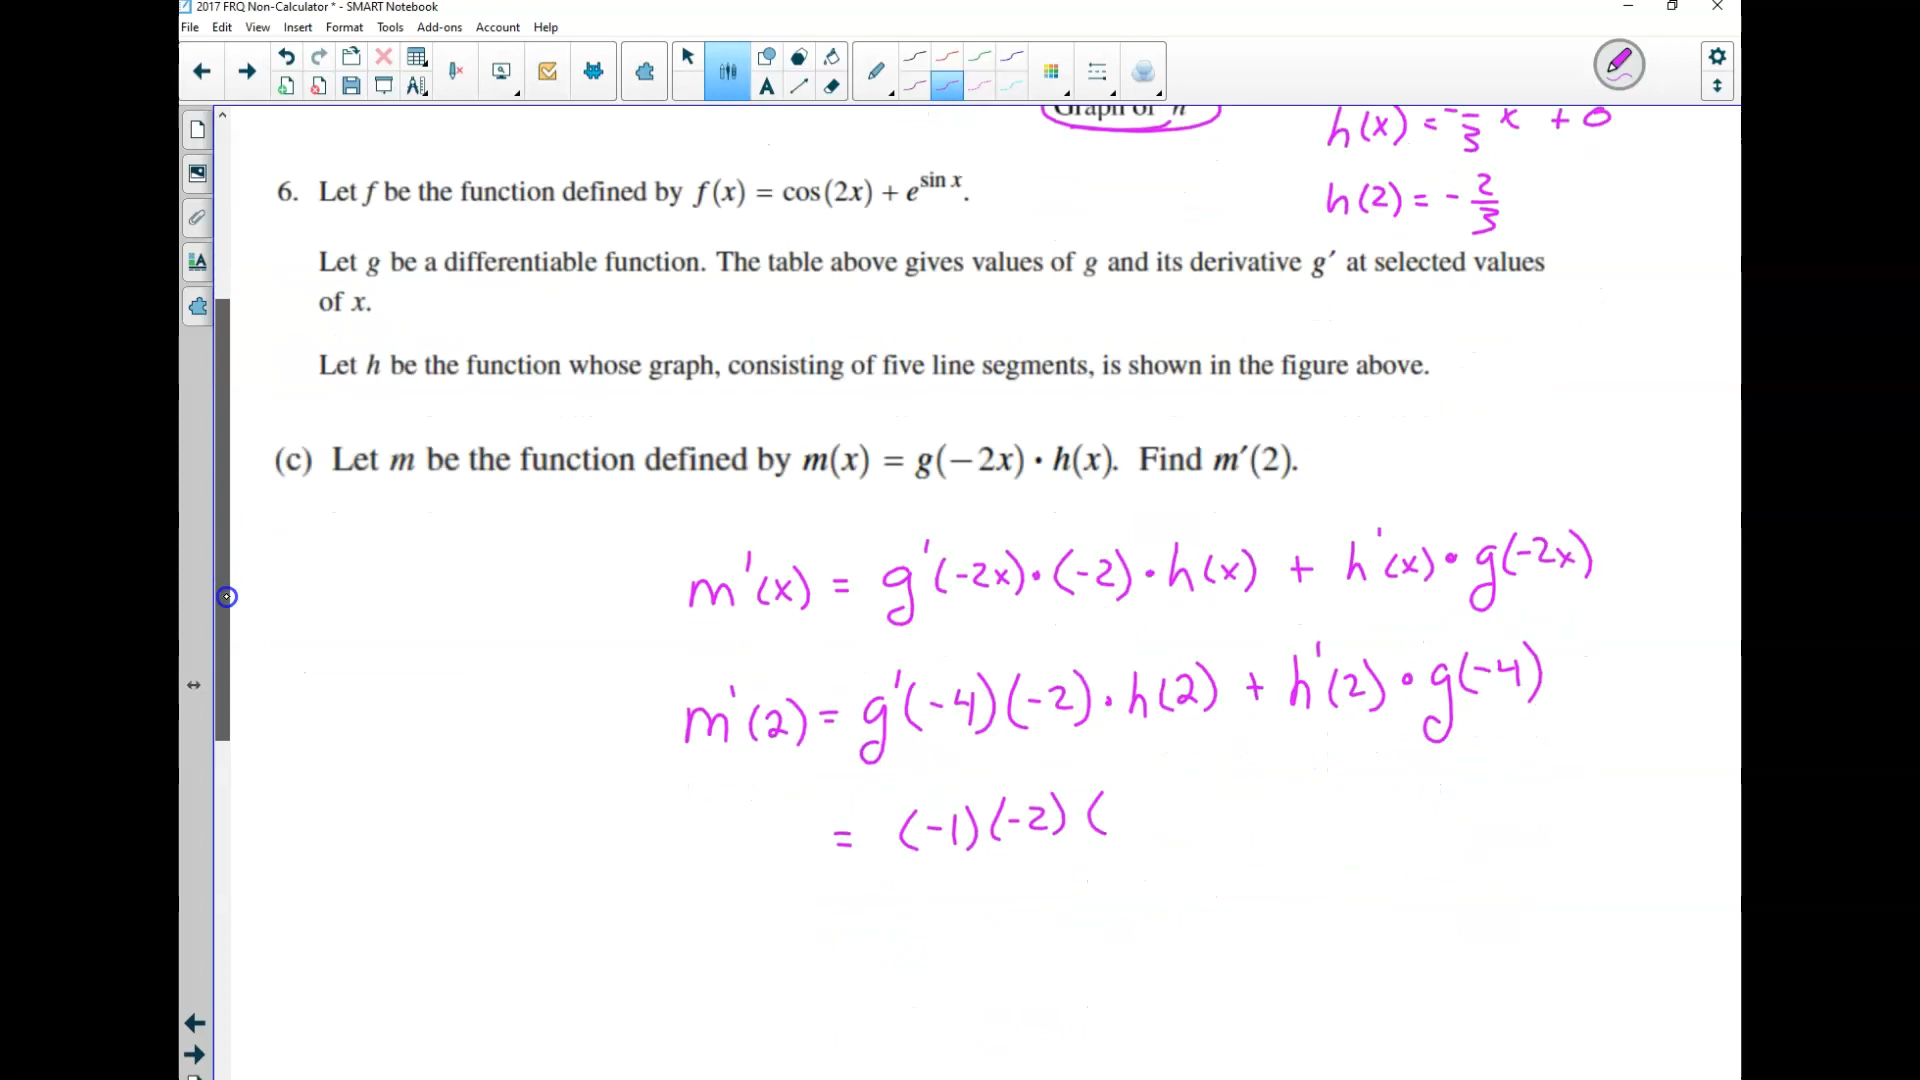 2017 FRQ Non-Calculator * - SMART Notebook
File Edit View Insert Format Tools Add-ons Account Help
Graph of h
h(x) = -1/3 x + 0
h(2) = -2/3
6. Let f be the function defined by f(x) = cos(2x) + e^(sin x).
Let g be a differentiable function. The table above gives values of g and its derivative g′ at selected values
of x.
Let h be the function whose graph, consisting of five line segments, is shown in the figure above.
(c) Let m be the function defined by m(x) = g(−2x) · h(x). Find m′(2).
m'(x) = g'(-2x)·(-2)·h(x) + h'(x)·g(-2x)
m'(2) = g'(-4)(-2)·h(2) + h'(2)·g(-4)
= (-1)(-2)(